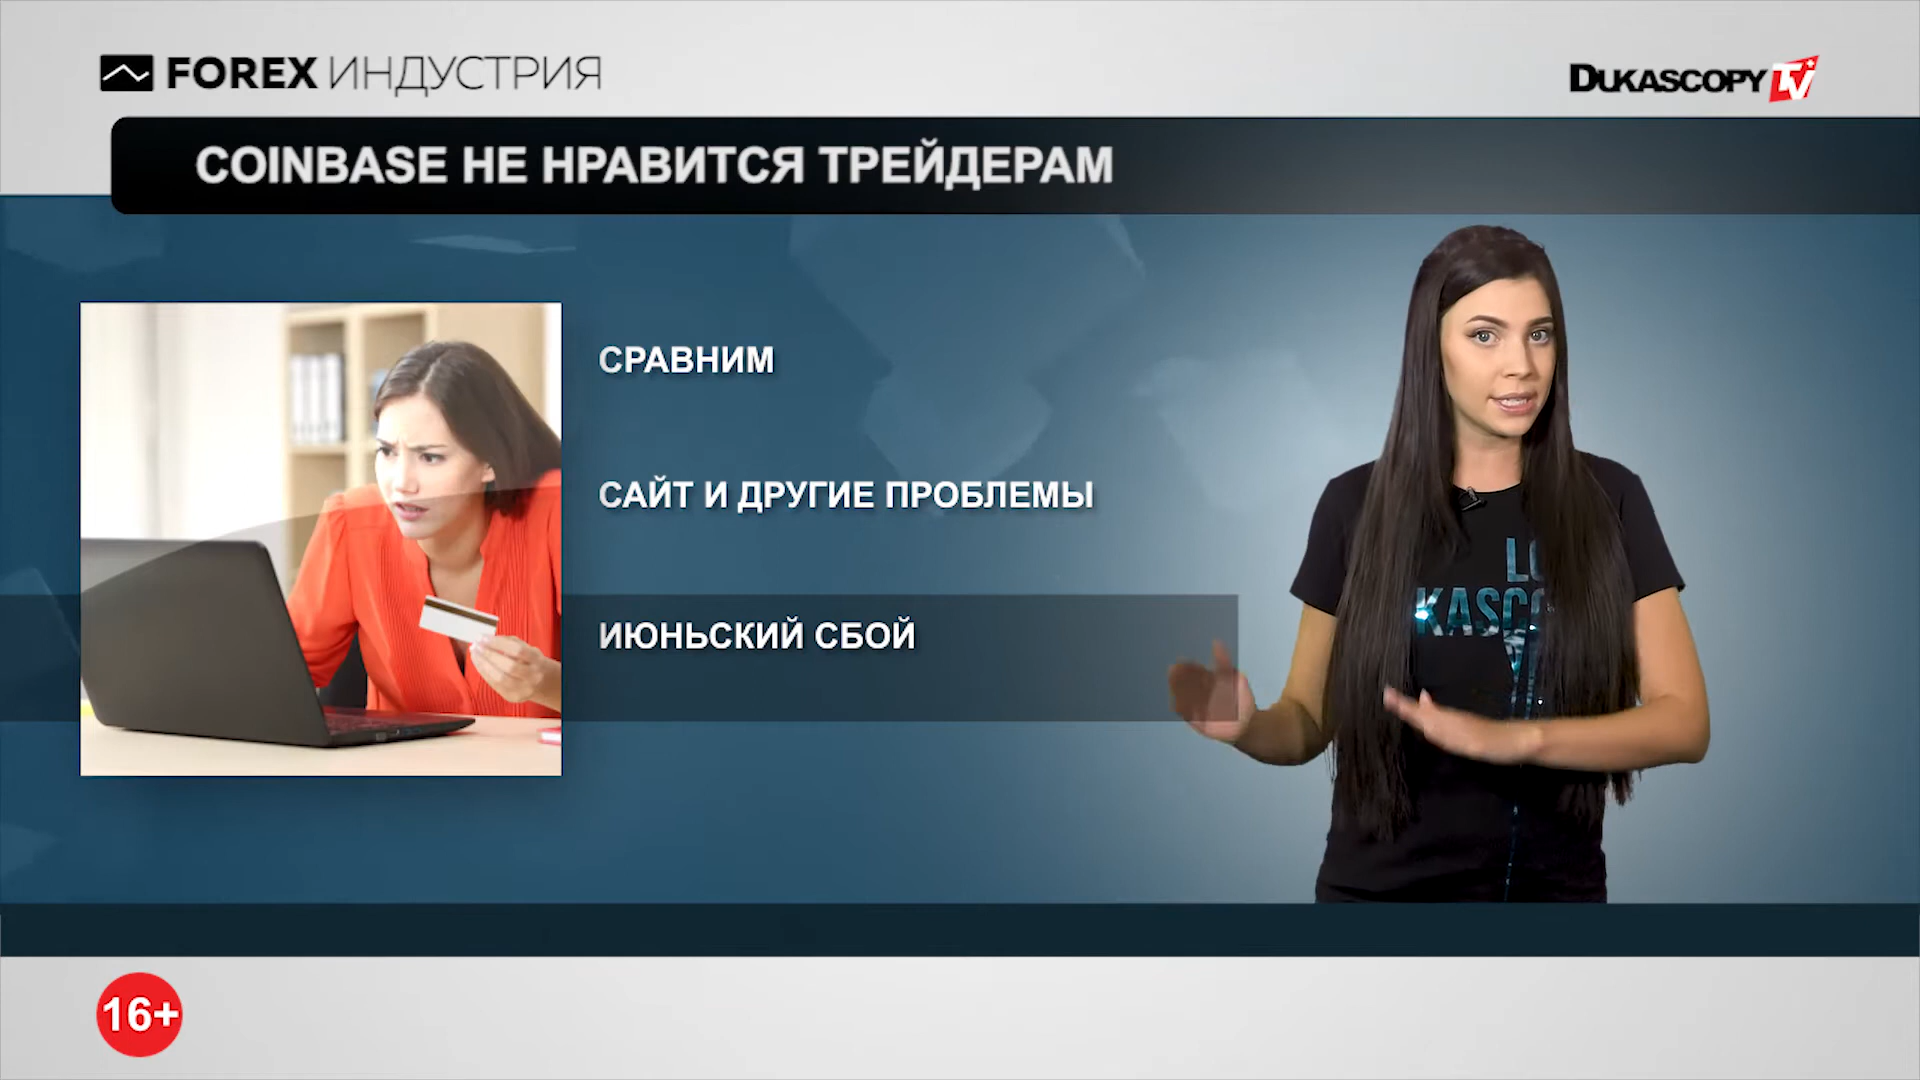 FOREX ИНДУСТРИЯ
DUKASCOPY TV
COINBASE НЕ НРАВИТСЯ ТРЕЙДЕРАМ
СРАВНИМ
САЙТ И ДРУГИЕ ПРОБЛЕМЫ
ИЮНЬСКИЙ СБОЙ
16+